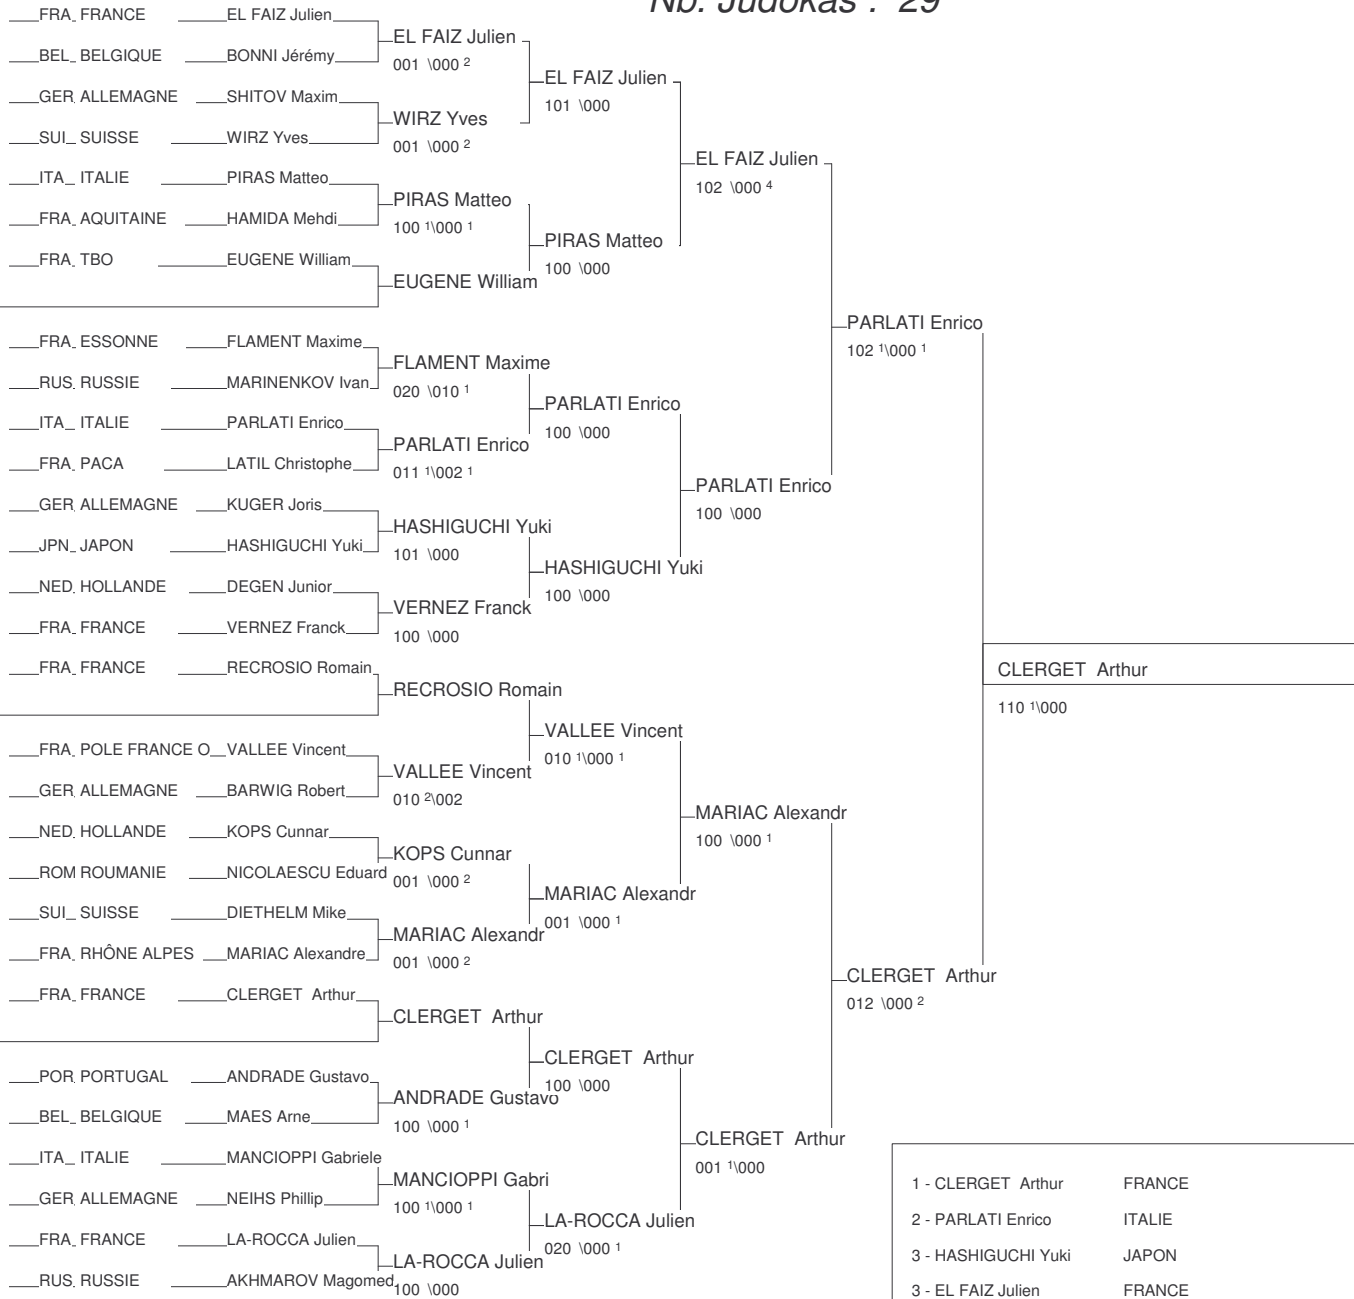 Nb. Judokas : 29
FRA FRANCE EL FAIZ Julien
BEL BELGIQUE BONNI Jérémy
GER ALLEMAGNE SHITOV Maxim
SUI SUISSE WIRZ Yves
ITA ITALIE PIRAS Matteo
FRA AQUITAINE HAMIDA Mehdi
FRA TBO EUGENE William
FRA ESSONNE FLAMENT Maxime
RUS RUSSIE MARINENKOV Ivan
ITA ITALIE PARLATI Enrico
FRA PACA LATIL Christophe
GER ALLEMAGNE KUGER Joris
JPN JAPON HASHIGUCHI Yuki
NED HOLLANDE DEGEN Junior
FRA FRANCE VERNEZ Franck
FRA FRANCE RECROSIO Romain
FRA POLE FRANCE O VALLEE Vincent
GER ALLEMAGNE BARWIG Robert
NED HOLLANDE KOPS Cunnar
ROM ROUMANIE NICOLAESCU Eduard
SUI SUISSE DIETHELM Mike
FRA RHÔNE ALPES MARIAC Alexandre
FRA FRANCE CLERGET Arthur
POR PORTUGAL ANDRADE Gustavo
BEL BELGIQUE MAES Arne
ITA ITALIE MANCIOPPI Gabriele
GER ALLEMAGNE NEIHS Phillip
FRA FRANCE LA-ROCCA Julien
RUS RUSSIE AKHMAROV Magomed
EL FAIZ Julien
001 \000 2
WIRZ Yves
001 \000 2
PIRAS Matteo
100 1\000 1
EUGENE William
FLAMENT Maxime
020 \010 1
PARLATI Enrico
011 1\002 1
HASHIGUCHI Yuki
101 \000
VERNEZ Franck
100 \000
RECROSIO Romain
VALLEE Vincent
010 2\002
KOPS Cunnar
001 \000 2
MARIAC Alexandr
001 \000 2
CLERGET Arthur
ANDRADE Gustavo
100 \000 1
MANCIOPPI Gabri
100 1\000 1
LA-ROCCA Julien
100 \000
EL FAIZ Julien
101 \000
PIRAS Matteo
100 \000
PARLATI Enrico
100 \000
HASHIGUCHI Yuki
100 \000
VALLEE Vincent
010 1\000 1
MARIAC Alexandr
001 \000 1
CLERGET Arthur
100 \000
LA-ROCCA Julien
020 \000 1
EL FAIZ Julien
102 \000 4
PARLATI Enrico
100 \000
MARIAC Alexandr
100 \000 1
CLERGET Arthur
001 1\000
PARLATI Enrico
102 1\000 1
CLERGET Arthur
012 \000 2
CLERGET Arthur
110 1\000
1 - CLERGET Arthur FRANCE
2 - PARLATI Enrico ITALIE
3 - HASHIGUCHI Yuki JAPON
3 - EL FAIZ Julien FRANCE